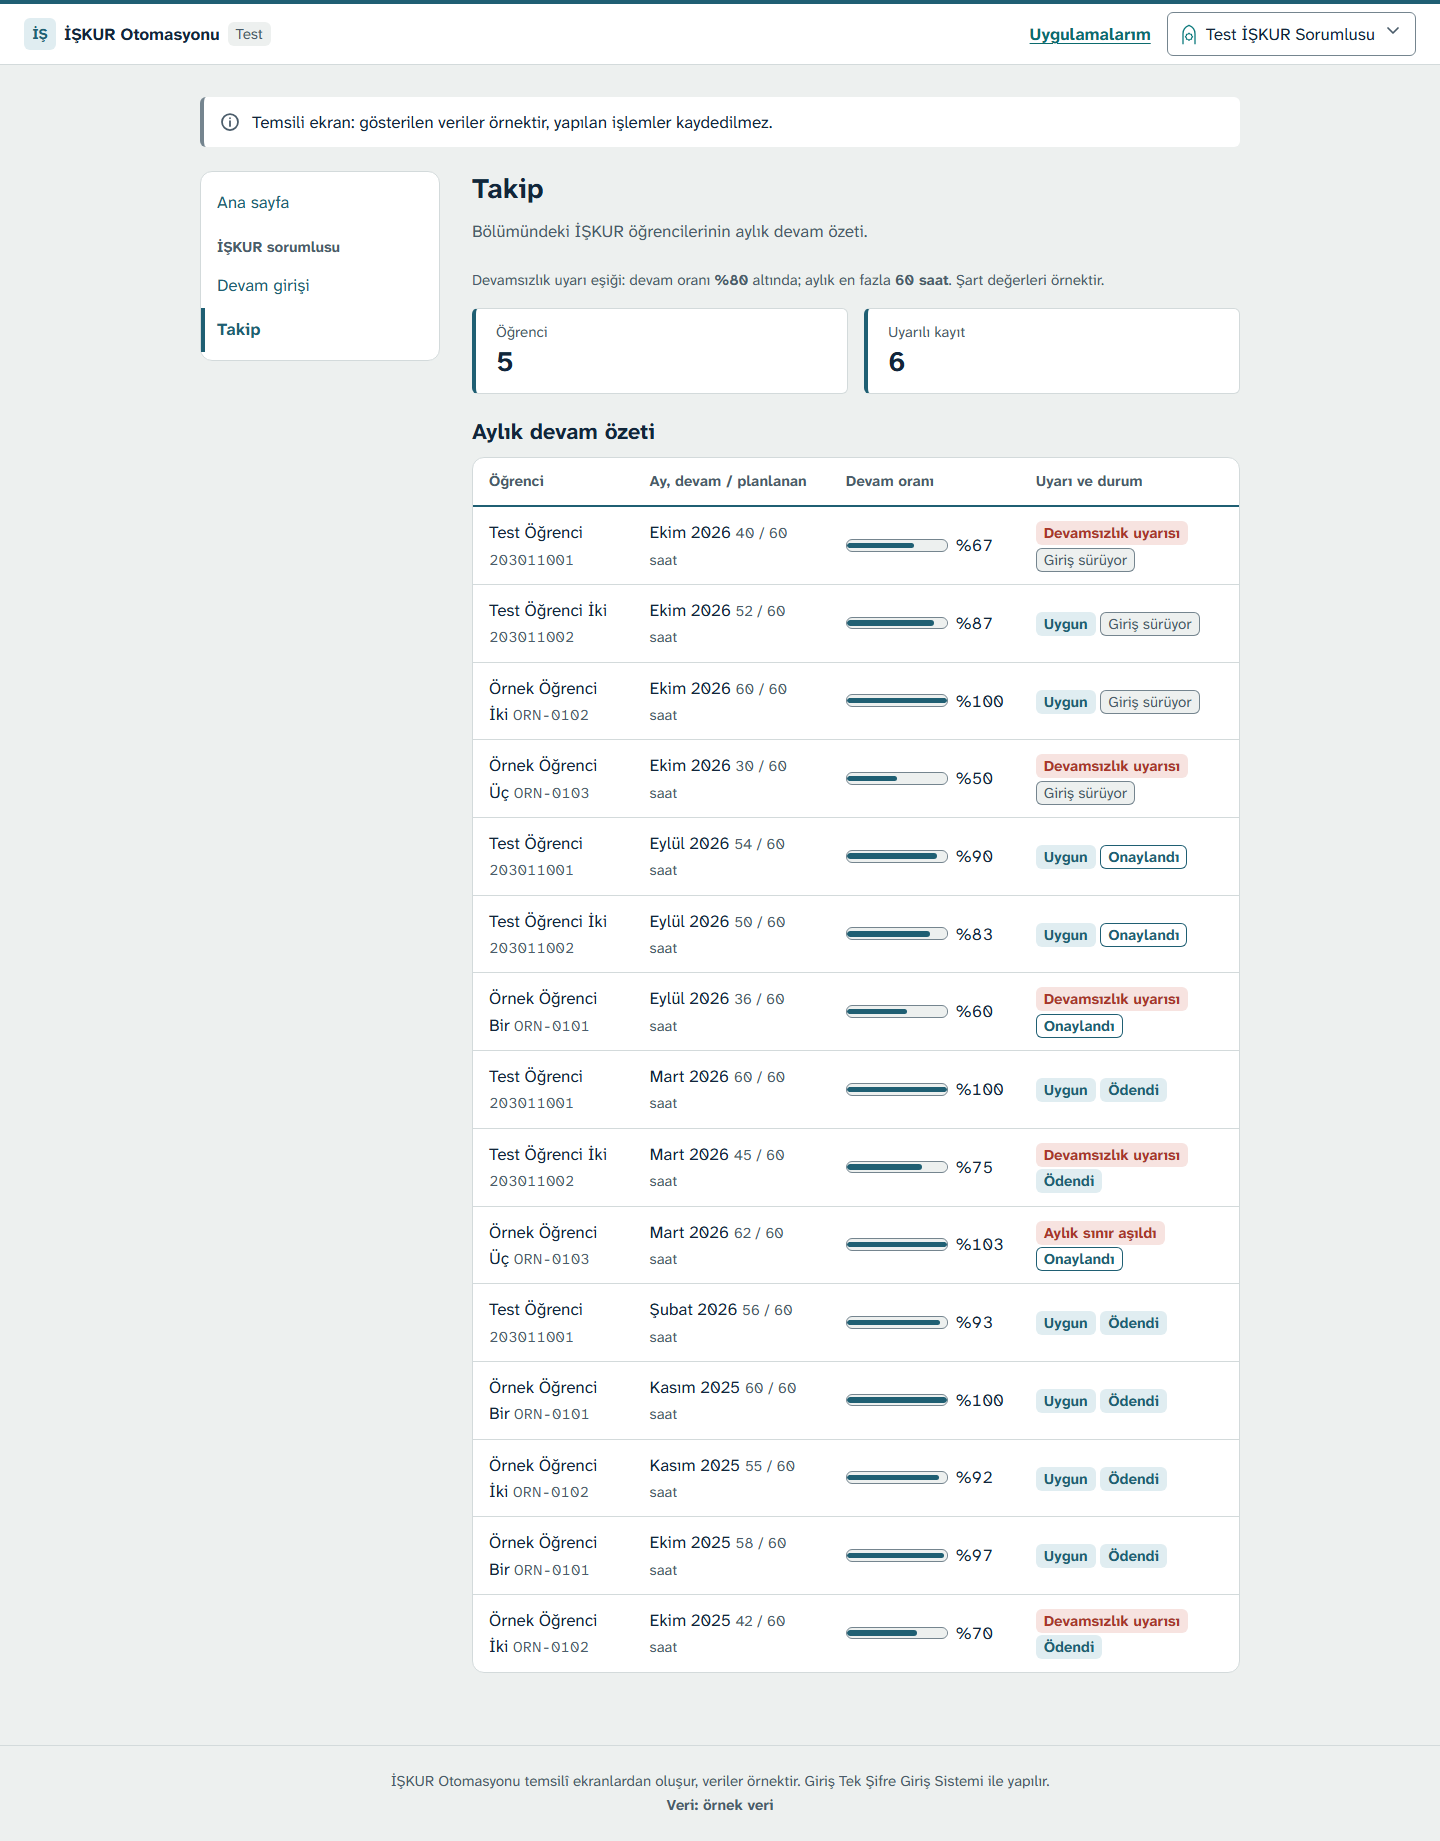 İŞ İŞKUR Otomasyonu Test Uygulamalarım Test İŞKUR Sorumlusu
Temsili ekran: gösterilen veriler örnektir, yapılan işlemler kaydedilmez.
Ana sayfa
İŞKUR sorumlusu
Devam girişi
Takip
Takip
Bölümündeki İŞKUR öğrencilerinin aylık devam özeti.
Devamsızlık uyarı eşiği: devam oranı %80 altında; aylık en fazla 60 saat. Şart değerleri örnektir.
Öğrenci
5
Uyarılı kayıt
6
Aylık devam özeti
Öğrenci Ay, devam / planlanan Devam oranı Uyarı ve durum
Test Öğrenci
203011001
Ekim 2026 40 / 60
saat
%67
Devamsızlık uyarısı
Giriş sürüyor
Test Öğrenci İki
203011002
Ekim 2026 52 / 60
saat
%87
Uygun Giriş sürüyor
Örnek Öğrenci
İki ORN-0102
Ekim 2026 60 / 60
saat
%100
Uygun Giriş sürüyor
Örnek Öğrenci
Üç ORN-0103
Ekim 2026 30 / 60
saat
%50
Devamsızlık uyarısı
Giriş sürüyor
Test Öğrenci
203011001
Eylül 2026 54 / 60
saat
%90
Uygun Onaylandı
Test Öğrenci İki
203011002
Eylül 2026 50 / 60
saat
%83
Uygun Onaylandı
Örnek Öğrenci
Bir ORN-0101
Eylül 2026 36 / 60
saat
%60
Devamsızlık uyarısı
Onaylandı
Test Öğrenci
203011001
Mart 2026 60 / 60
saat
%100
Uygun Ödendi
Test Öğrenci İki
203011002
Mart 2026 45 / 60
saat
%75
Devamsızlık uyarısı
Ödendi
Örnek Öğrenci
Üç ORN-0103
Mart 2026 62 / 60
saat
%103
Aylık sınır aşıldı
Onaylandı
Test Öğrenci
203011001
Şubat 2026 56 / 60
saat
%93
Uygun Ödendi
Örnek Öğrenci
Bir ORN-0101
Kasım 2025 60 / 60
saat
%100
Uygun Ödendi
Örnek Öğrenci
İki ORN-0102
Kasım 2025 55 / 60
saat
%92
Uygun Ödendi
Örnek Öğrenci
Bir ORN-0101
Ekim 2025 58 / 60
saat
%97
Uygun Ödendi
Örnek Öğrenci
İki ORN-0102
Ekim 2025 42 / 60
saat
%70
Devamsızlık uyarısı
Ödendi
İŞKUR Otomasyonu temsilî ekranlardan oluşur, veriler örnektir. Giriş Tek Şifre Giriş Sistemi ile yapılır.
Veri: örnek veri